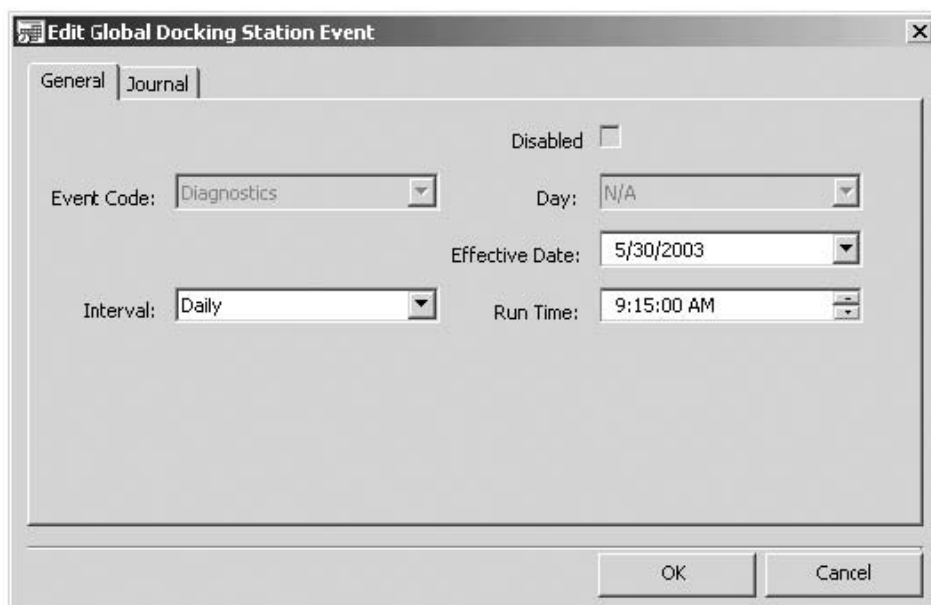 Edit Global Docking Station Event
General Journal
Disabled
Event Code: Diagnostics Day: N/A
Effective Date: 5/30/2003
Interval: Daily Run Time: 9:15:00 AM
OK Cancel